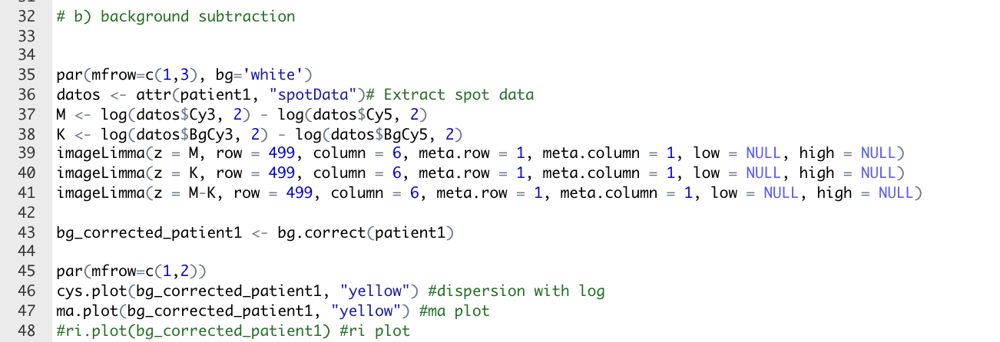 32 # b) background subtraction
33
34
35 par(mfrow=c(1,3), bg='white')
36 datos <- attr(patient1, "spotData")# Extract spot data
37 M <- log(datos$Cy3, 2) - log(datos$Cy5, 2)
38 K <- log(datos$BgCy3, 2) - log(datos$BgCy5, 2)
39 imageLimma(z = M, row = 499, column = 6, meta.row = 1, meta.column = 1, low = NULL, high = NULL)
40 imageLimma(z = K, row = 499, column = 6, meta.row = 1, meta.column = 1, low = NULL, high = NULL)
41 imageLimma(z = M-K, row = 499, column = 6, meta.row = 1, meta.column = 1, low = NULL, high = NULL)
42
43 bg_corrected_patient1 <- bg.correct(patient1)
44
45 par(mfrow=c(1,2))
46 cys.plot(bg_corrected_patient1, "yellow") #dispersion with log
47 ma.plot(bg_corrected_patient1, "yellow") #ma plot
48 #ri.plot(bg_corrected_patient1) #ri plot